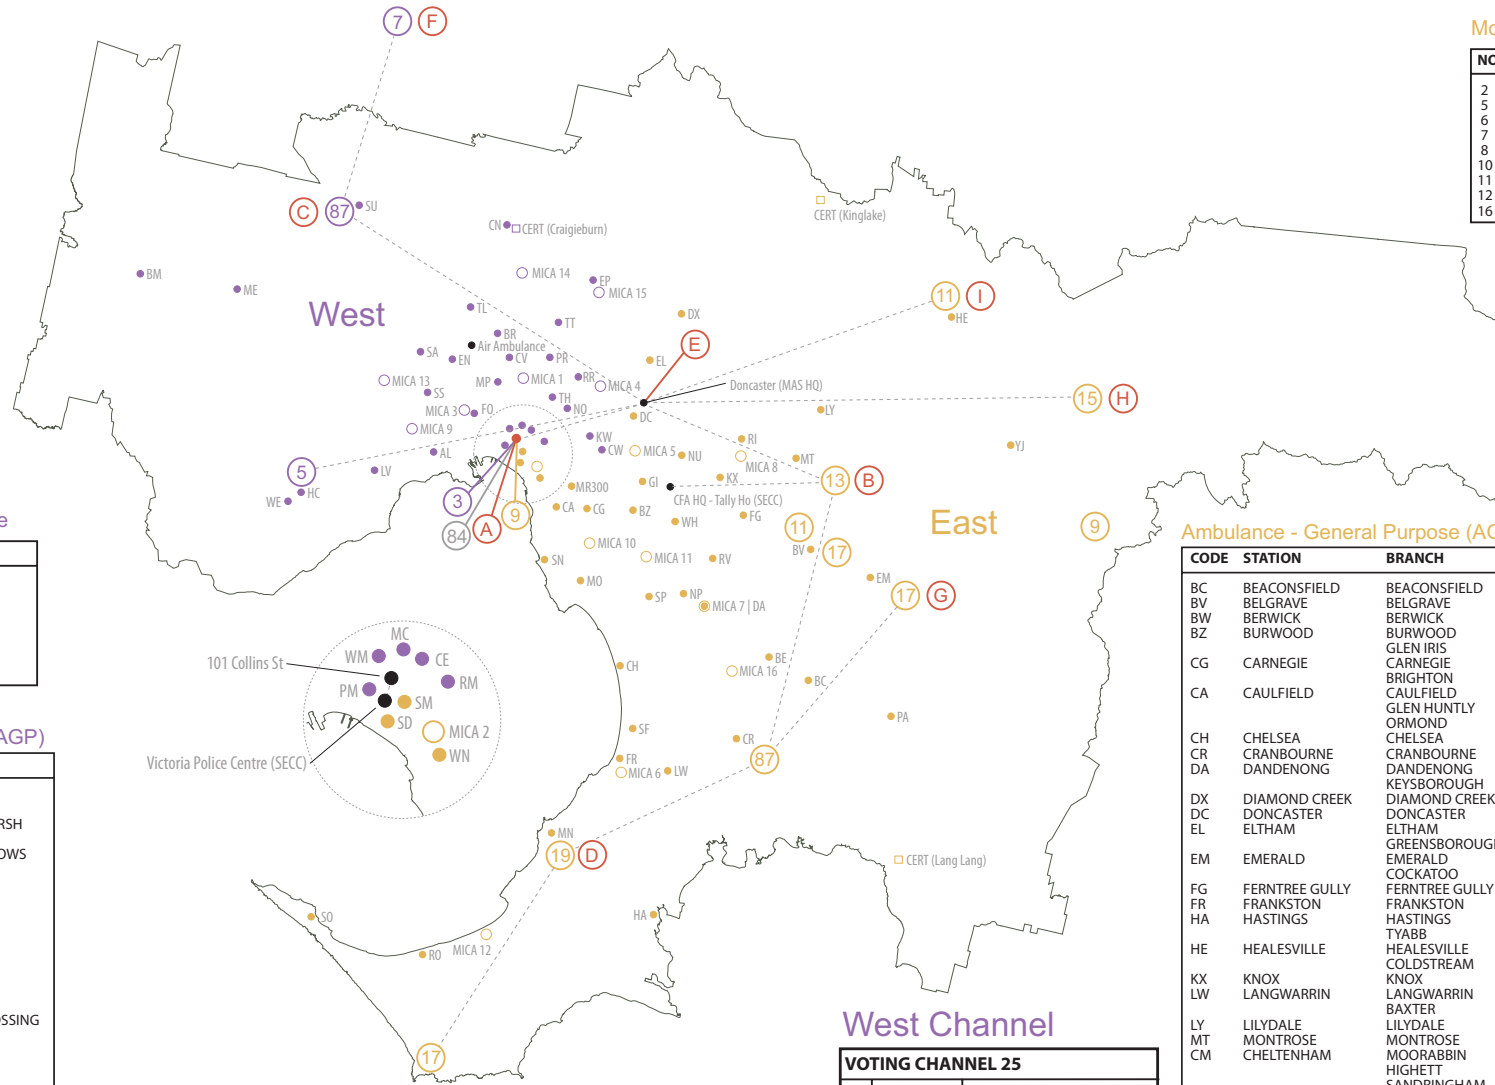 7 F
Mo
NO
2
5
6
7
8
10
11
12
16
C 87 SU
CERT (Kinglake)
CN CERT (Craigieburn)
BM
MICA 14
EP
ME
MICA 15
11 I
West
TL
DX
HE
TT
BR
Air Ambulance
E
SA
EN
CV
PR
EL
MICA 13
MP
MICA 1
RR
MICA 4
Doncaster (MAS HQ)
SS
TH
15 H
MICA 3 FO
NO
DC
LY
MICA 9
KW
RI
YJ
AL
CW
MICA 5
NU
MICA 8
MT
5
LV
GI
KX
13 B
HC
WE
3
MR300
CFA HQ - Tally Ho (SECC)
CA
CG
BZ
9
84
A
WH
FG
11
East
9
MICA 10
BV
17
SN
MICA 11
RV
MO
EM
SP
NP
MICA 7 | DA
17 G
MC
101 Collins St
WM
CE
CH
BE
MICA 16
PM
RM
BC
SM
SD
MICA 2
PA
WN
SF
CR
Victoria Police Centre (SECC)
FR
87
MICA 6
LW
MN
19 D
CERT (Lang Lang)
SO
HA
MICA 12
RO
17
e
AGP)
RSH
OWS
OSSING
Ambulance - General Purpose (AG
CODE STATION BRANCH
BC BEACONSFIELD BEACONSFIELD
BV BELGRAVE BELGRAVE
BW BERWICK BERWICK
BZ BURWOOD BURWOOD
GLEN IRIS
CG CARNEGIE CARNEGIE
BRIGHTON
CA CAULFIELD CAULFIELD
GLEN HUNTLY
ORMOND
CH CHELSEA CHELSEA
CR CRANBOURNE CRANBOURNE
DA DANDENONG DANDENONG
KEYSBOROUGH
DX DIAMOND CREEK DIAMOND CREEK
DC DONCASTER DONCASTER
EL ELTHAM ELTHAM
GREENSBOROUGH
EM EMERALD EMERALD
COCKATOO
FG FERNTREE GULLY FERNTREE GULLY
FR FRANKSTON FRANKSTON
HA HASTINGS HASTINGS
TYABB
HE HEALESVILLE HEALESVILLE
COLDSTREAM
KX KNOX KNOX
LW LANGWARRIN LANGWARRIN
BAXTER
LY LILYDALE LILYDALE
MT MONTROSE MONTROSE
CM CHELTENHAM MOORABBIN
HIGHETT
SANDRINGHAM
West Channel
VOTING CHANNEL 25